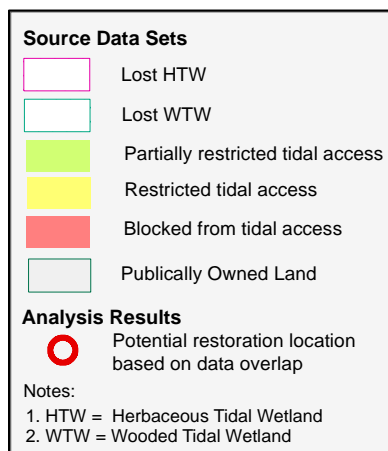 Source Data Sets
Lost HTW
Lost WTW
Partially restricted tidal access
Restricted tidal access
Blocked from tidal access
Publically Owned Land
Analysis Results
Potential restoration location
based on data overlap
Notes:
1. HTW = Herbaceous Tidal Wetland
2. WTW = Wooded Tidal Wetland